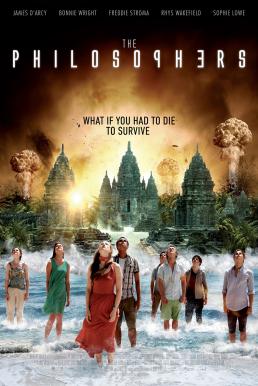 JAMES D'ARCY BONNIE WRIGHT FREDDIE STROMA RHYS WAKEFIELD SOPHIE LOWE
THE
PHILOSOPHERS
WHAT IF YOU HAD TO DIE
TO SURVIVE